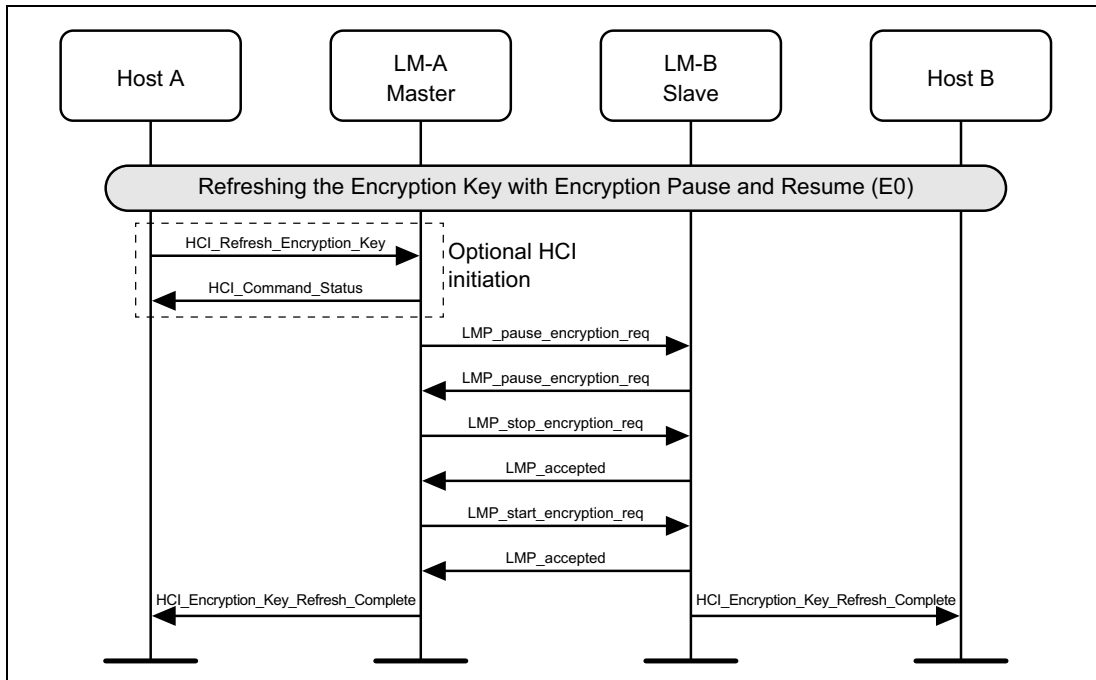 Host A
LM-A
Master
LM-B
Slave
Host B
Refreshing the Encryption Key with Encryption Pause and Resume (E0)
HCI_Refresh_Encryption_Key
Optional HCI
initiation
HCI_Command_Status
LMP_pause_encryption_req
LMP_pause_encryption_req
LMP_stop_encryption_req
LMP_accepted
LMP_start_encryption_req
LMP_accepted
HCI_Encryption_Key_Refresh_Complete
HCI_Encryption_Key_Refresh_Complete